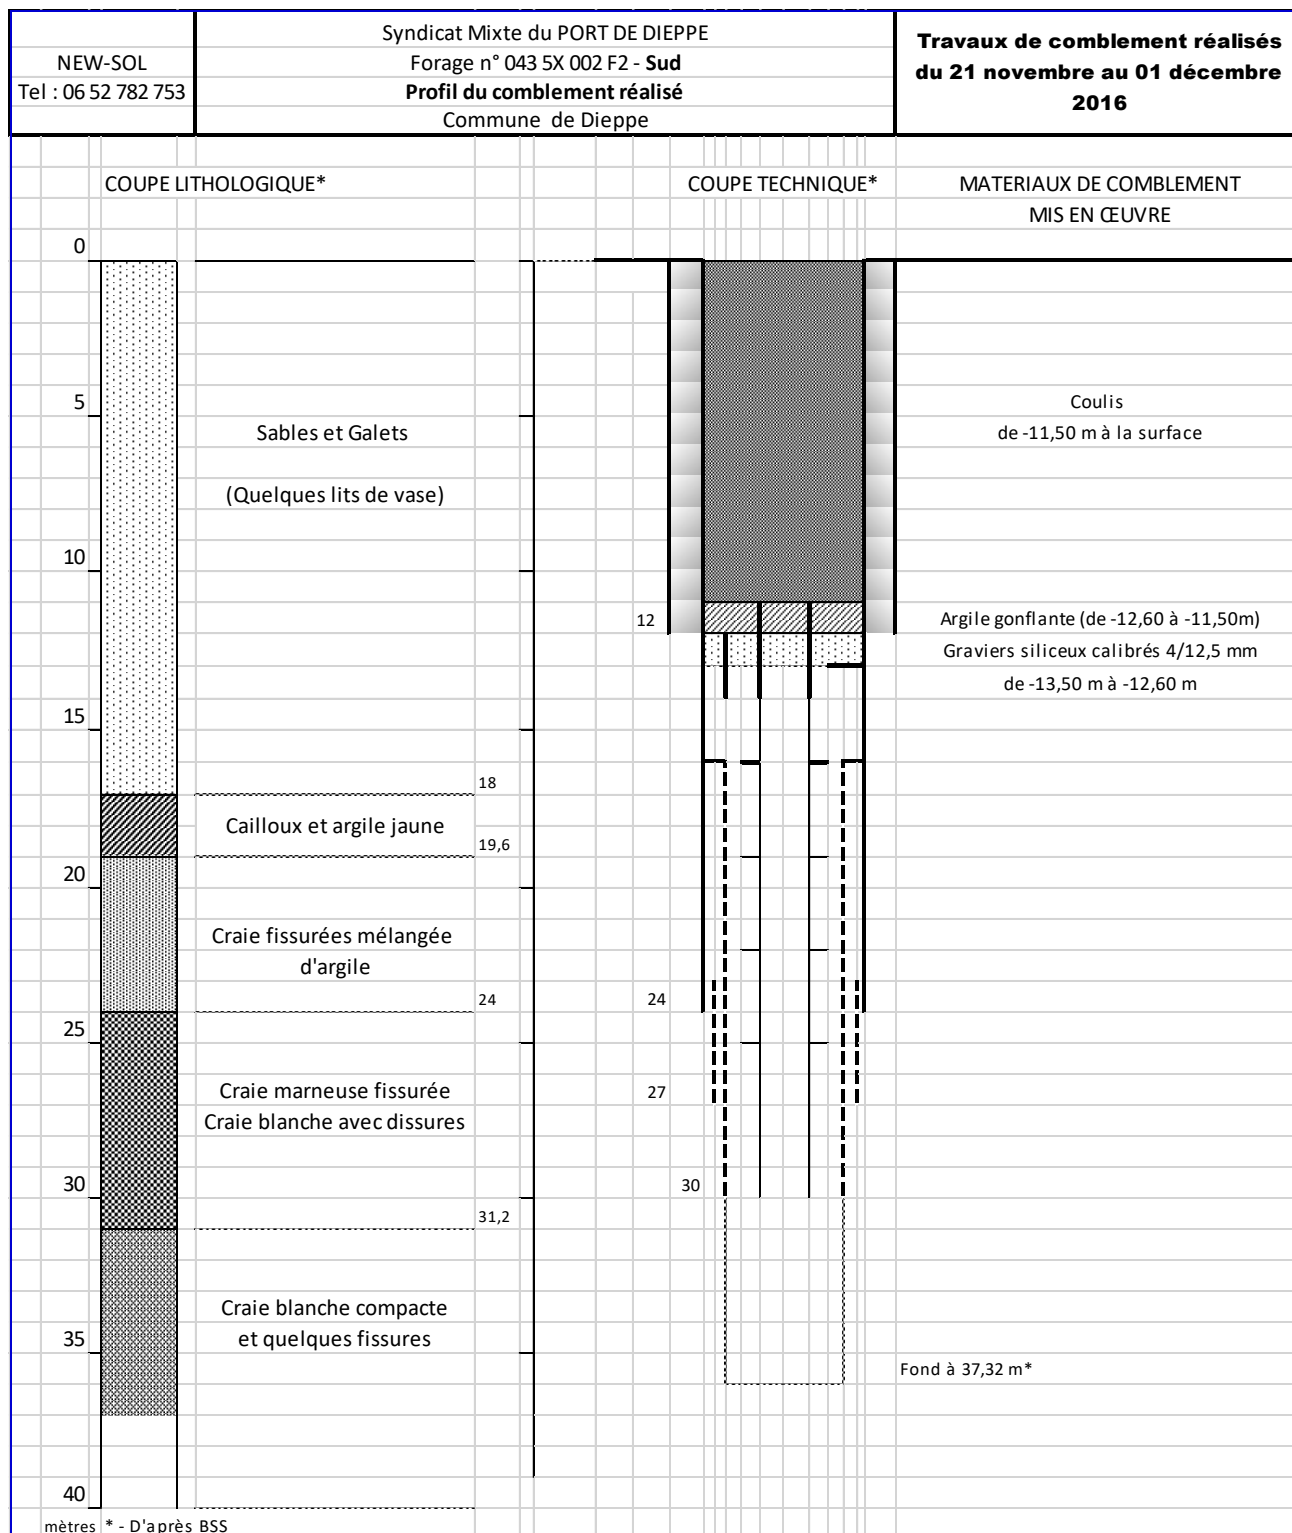 Syndicat Mixte du PORT DE DIEPPE
NEW-SOL
Forage n° 043 5X 002 F2 - Sud
Tel : 06 52 782 753
Profil du comblement réalisé
Commune de Dieppe
Travaux de comblement réalisés
du 21 novembre au 01 décembre
2016
COUPE LITHOLOGIQUE*
COUPE TECHNIQUE*
MATERIAUX DE COMBLEMENT
MIS EN ŒUVRE
0
5
Coulis
Sables et Galets
de -11,50 m à la surface
(Quelques lits de vase)
10
12
Argile gonflante (de -12,60 à -11,50m)
Graviers siliceux calibrés 4/12,5 mm
de -13,50 m à -12,60 m
15
18
Cailloux et argile jaune
19,6
20
Craie fissurées mélangée
d'argile
24
24
25
Craie marneuse fissurée
27
Craie blanche avec dissures
30
30
31,2
Craie blanche compacte
35
et quelques fissures
Fond à 37,32 m*
40
mètres * - D'après BSS